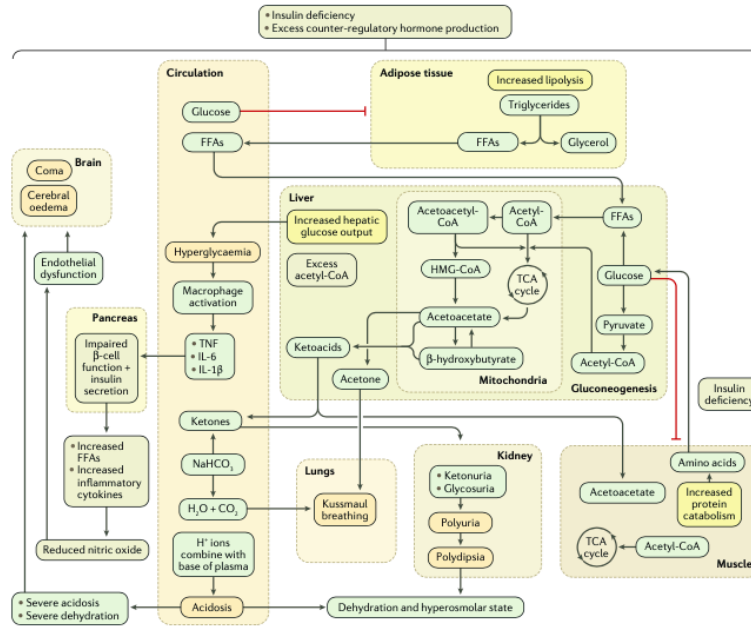 • Insulin deficiency
• Excess counter-regulatory hormone production
Circulation
Glucose
FFAs
Adipose tissue
Increased lipolysis
Triglycerides
FFAs
Glycerol
Brain
Coma
Cerebral
oedema
Endothelial
dysfunction
Hyperglycaemia
Macrophage
activation
• TNF
• IL-6
• IL-1β
Liver
Increased hepatic
glucose output
Excess
acetyl-CoA
Acetoacetyl-
CoA
Acetyl-
CoA
FFAs
HMG-CoA
TCA
cycle
Glucose
Acetoacetate
Pyruvate
Ketoacids
β-hydroxybutyrate
Acetyl-CoA
Acetone
Mitochondria
Gluconeogenesis
Pancreas
Impaired
β-cell
function +
insulin
secretion
Insulin
deficiency
• Increased
FFAs
• Increased
inflammatory
cytokines
Reduced nitric oxide
Ketones
NaHCO₃
H₂O + CO₂
H⁺ ions
combine with
base of plasma
Acidosis
Lungs
Kussmaul
breathing
Kidney
• Ketonuria
• Glycosuria
Polyuria
Polydipsia
Amino acids
Acetoacetate
Increased
protein
catabolism
TCA
cycle
Acetyl-CoA
Muscle
• Severe acidosis
• Severe dehydration
Dehydration and hyperosmolar state